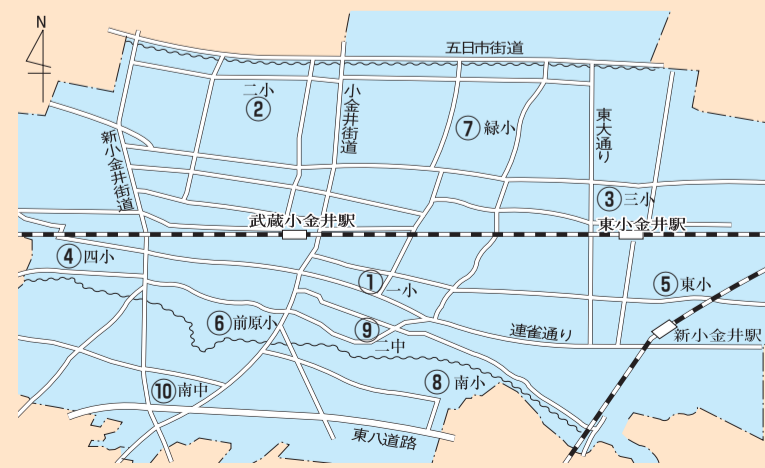 N
五日市街道
二小
②
小金井街道
⑦ 緑小
東大通り
新小金井街道
③ 三小
武蔵小金井駅
東小金井駅
④ 四小
① 一小
⑤ 東小
⑥ 前原小
⑨
二中
連雀通り
新小金井駅
⑧ 南小
⑩ 南中
東八道路